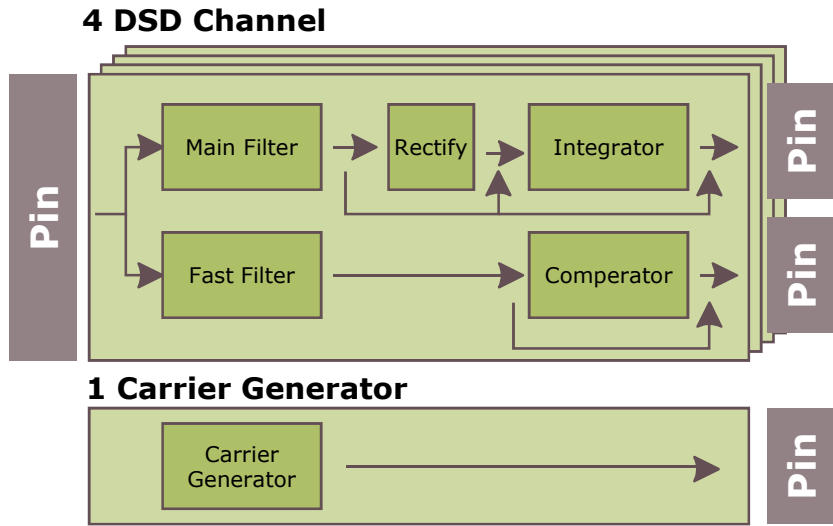 4 DSD Channel
Pin
Main Filter
Rectify
Integrator
Pin
Fast Filter
Comperator
Pin
1 Carrier Generator
Carrier
Generator
Pin